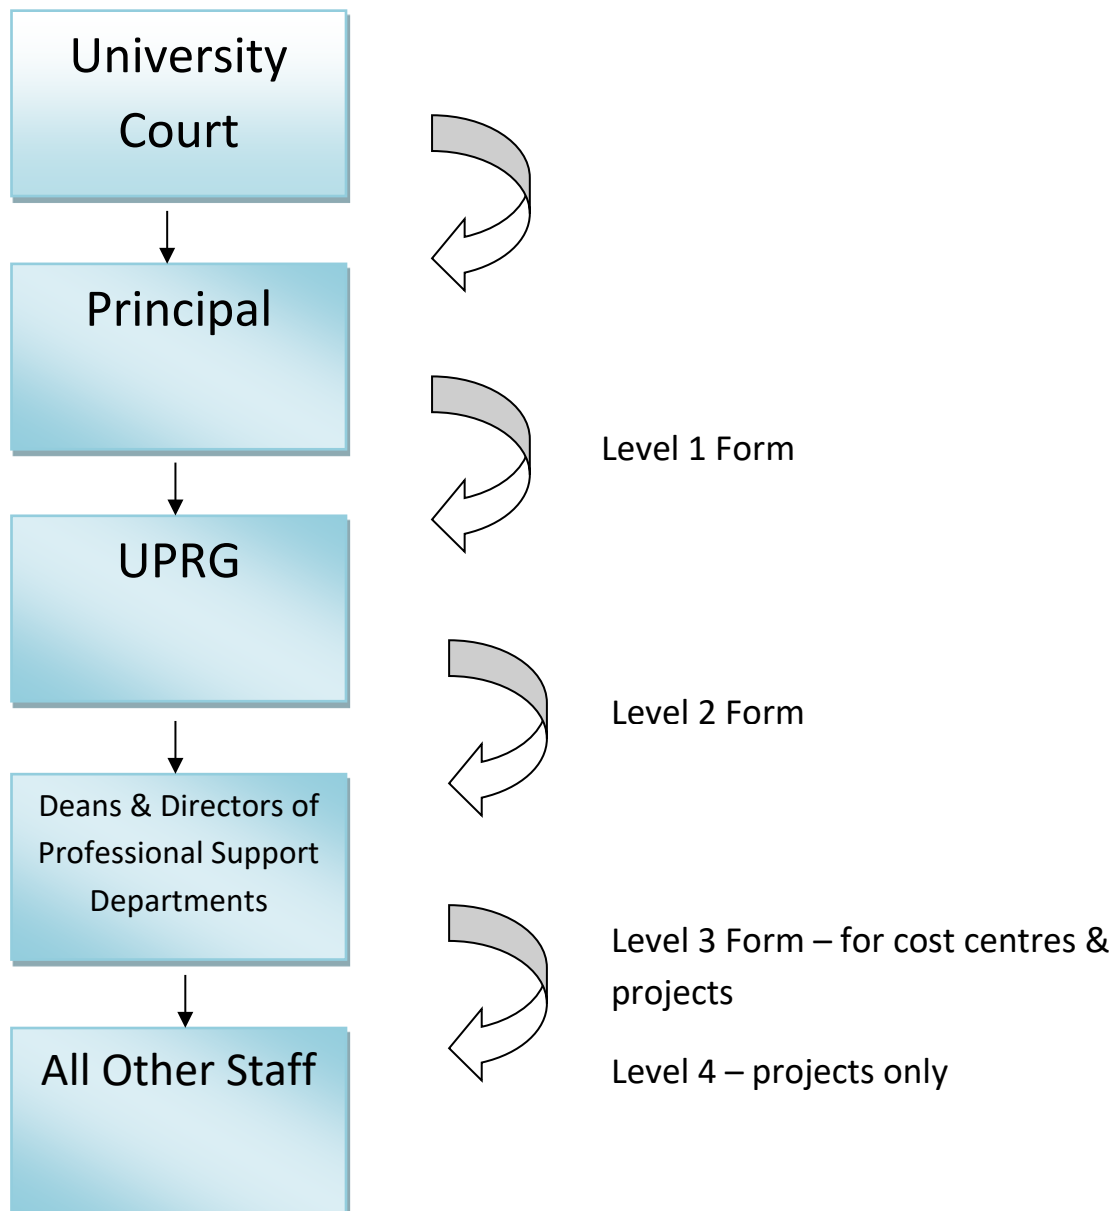 University
Court
Principal
Level 1 Form
UPRG
Level 2 Form
Deans & Directors of
Professional Support
Departments
Level 3 Form – for cost centres &
projects
All Other Staff
Level 4 – projects only